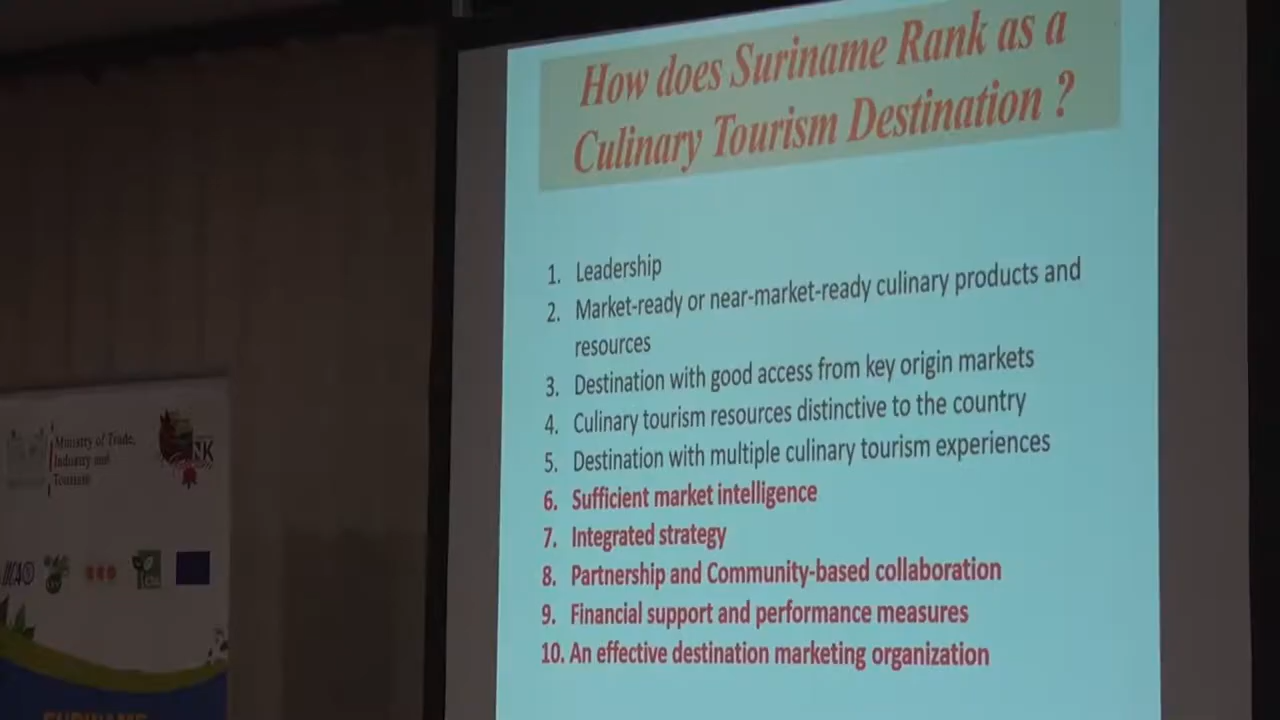 How does Suriname Rank as a
Culinary Tourism Destination ?
1. Leadership
2. Market-ready or near-market-ready culinary products and
resources
3. Destination with good access from key origin markets
4. Culinary tourism resources distinctive to the country
5. Destination with multiple culinary tourism experiences
6. Sufficient market intelligence
7. Integrated strategy
8. Partnership and Community-based collaboration
9. Financial support and performance measures
10. An effective destination marketing organization
Ministry of Trade,
Industry and
Tourism
NK
IICA
SURINAME